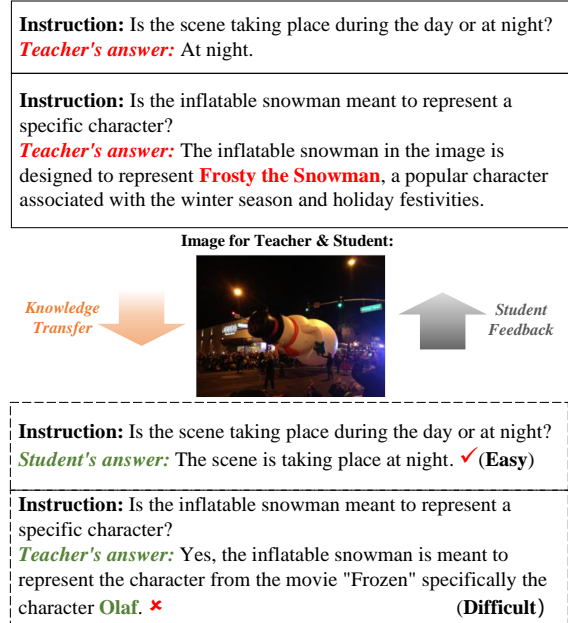 Instruction: Is the scene taking place during the day or at night?
Teacher's answer: At night.
Instruction: Is the inflatable snowman meant to represent a
specific character?
Teacher's answer: The inflatable snowman in the image is
designed to represent Frosty the Snowman, a popular character
associated with the winter season and holiday festivities.
Image for Teacher & Student:
Knowledge
Transfer
Student
Feedback
Instruction: Is the scene taking place during the day or at night?
Student's answer: The scene is taking place at night. ✓(Easy)
Instruction: Is the inflatable snowman meant to represent a
specific character?
Teacher's answer: Yes, the inflatable snowman is meant to
represent the character from the movie "Frozen" specifically the
character Olaf. ✘ (Difficult)